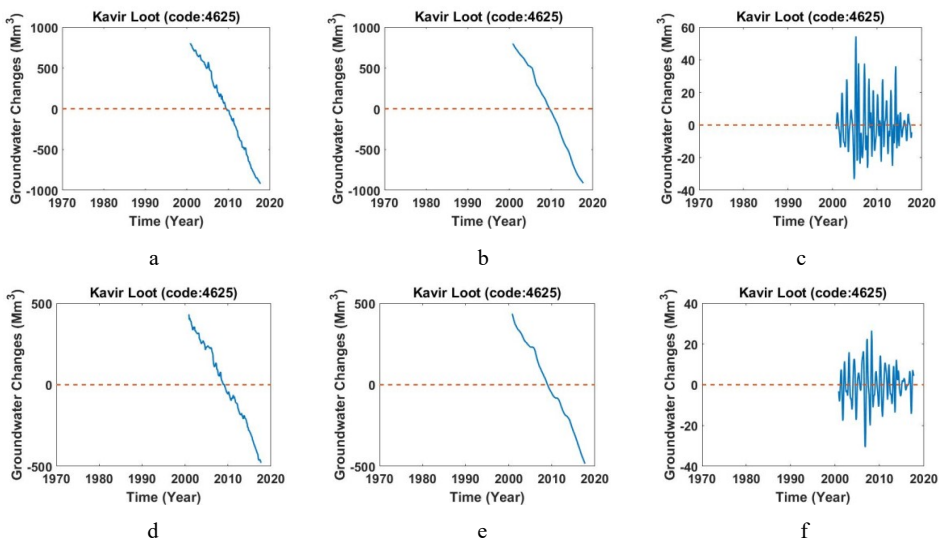 Kavir Loot (code:4625)
Groundwater Changes (Mm³)
1000
500
0
-500
-1000
1970 1980 1990 2000 2010 2020
Time (Year)
a
Kavir Loot (code:4625)
Groundwater Changes (Mm³)
1000
500
0
-500
-1000
1970 1980 1990 2000 2010 2020
Time (Year)
b
Kavir Loot (code:4625)
Groundwater Changes (Mm³)
60
40
20
0
-20
-40
1970 1980 1990 2000 2010 2020
Time (Year)
c
Kavir Loot (code:4625)
Groundwater Changes (Mm³)
500
0
-500
1970 1980 1990 2000 2010 2020
Time (Year)
d
Kavir Loot (code:4625)
Groundwater Changes (Mm³)
500
0
-500
1970 1980 1990 2000 2010 2020
Time (Year)
e
Kavir Loot (code:4625)
Groundwater Changes (Mm³)
40
20
0
-20
-40
1970 1980 1990 2000 2010 2020
Time (Year)
f